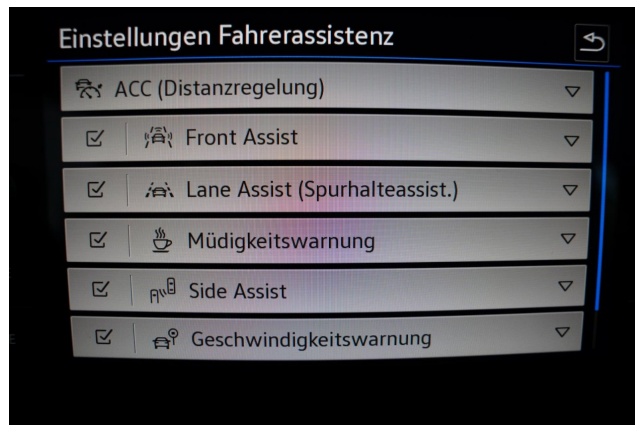 Einstellungen Fahrerassistenz
ACC (Distanzregelung)
Front Assist
Lane Assist (Spurhalteassist.)
Müdigkeitswarnung
Side Assist
Geschwindigkeitswarnung